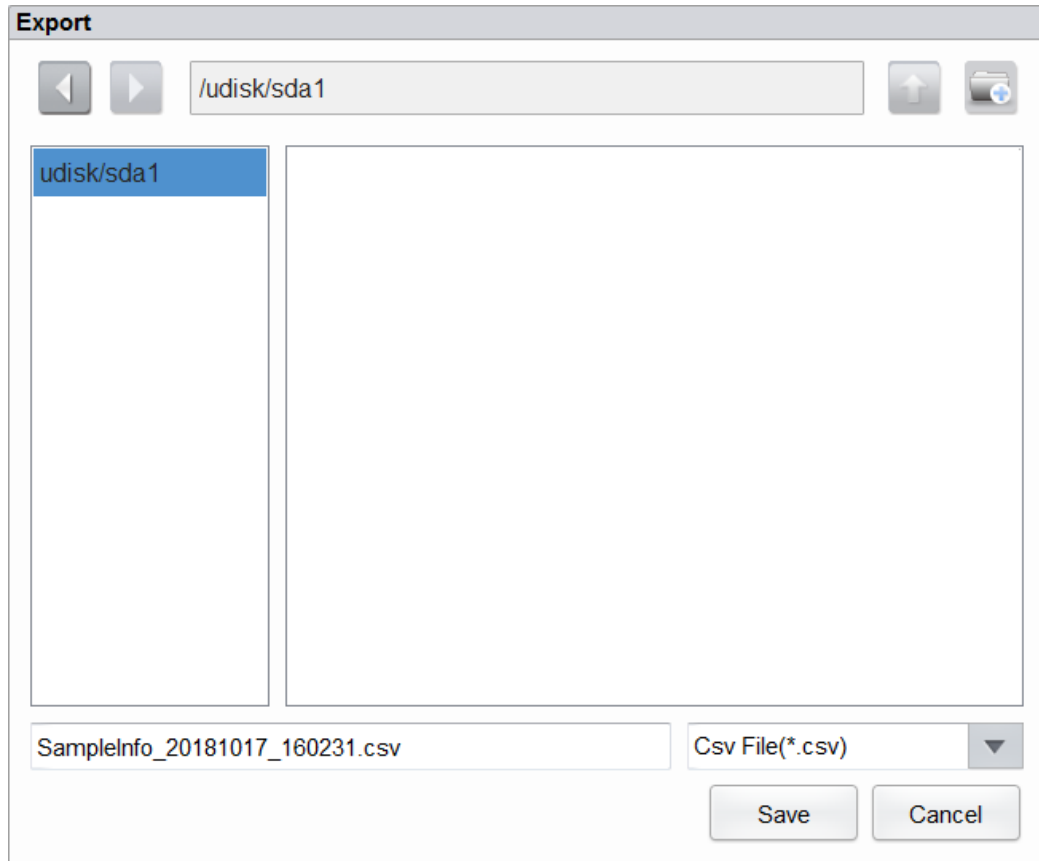 Export
/udisk/sda1
udisk/sda1
SampleInfo_20181017_160231.csv
Csv File(*.csv)
Save
Cancel